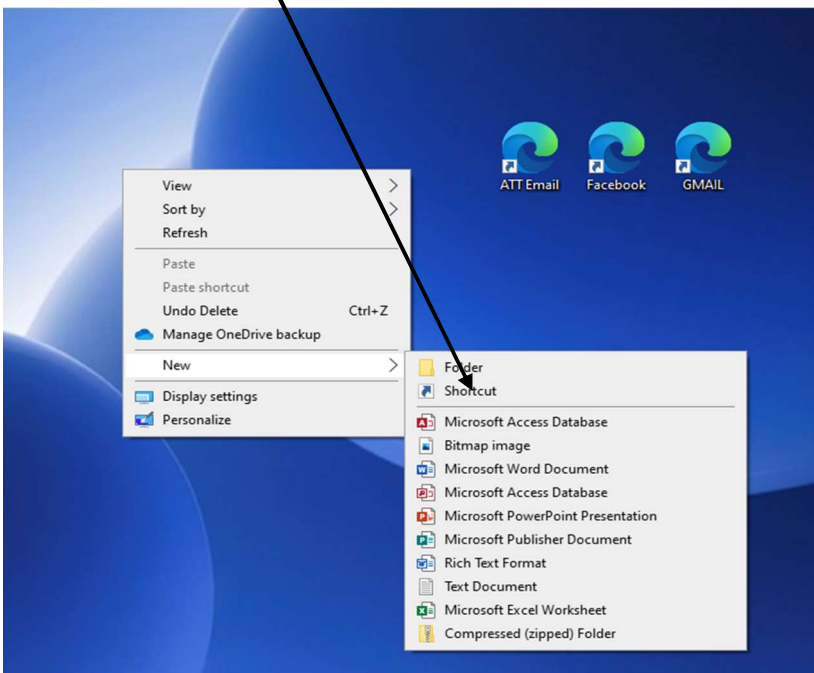 ATT Email Facebook GMAIL
View
Sort by
Refresh
Paste
Paste shortcut
Undo Delete Ctrl+Z
Manage OneDrive backup
New
Display settings
Personalize
Folder
Shortcut
Microsoft Access Database
Bitmap image
Microsoft Word Document
Microsoft Access Database
Microsoft PowerPoint Presentation
Microsoft Publisher Document
Rich Text Format
Text Document
Microsoft Excel Worksheet
Compressed (zipped) Folder